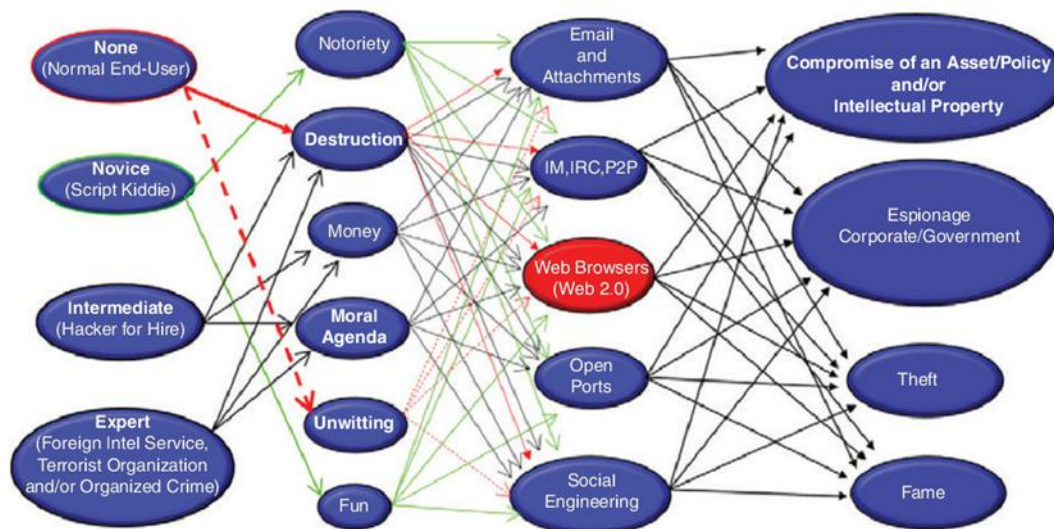 None
(Normal End-User)
Novice
(Script Kiddie)
Intermediate
(Hacker for Hire)
Expert
(Foreign Intel Service,
Terrorist Organization
and/or Organized Crime)
Notoriety
Destruction
Money
Moral
Agenda
Unwitting
Fun
Email
and
Attachments
IM,IRC,P2P
Web Browsers
(Web 2.0)
Open
Ports
Social
Engineering
Compromise of an Asset/Policy
and/or
Intellectual Property
Espionage
Corporate/Government
Theft
Fame